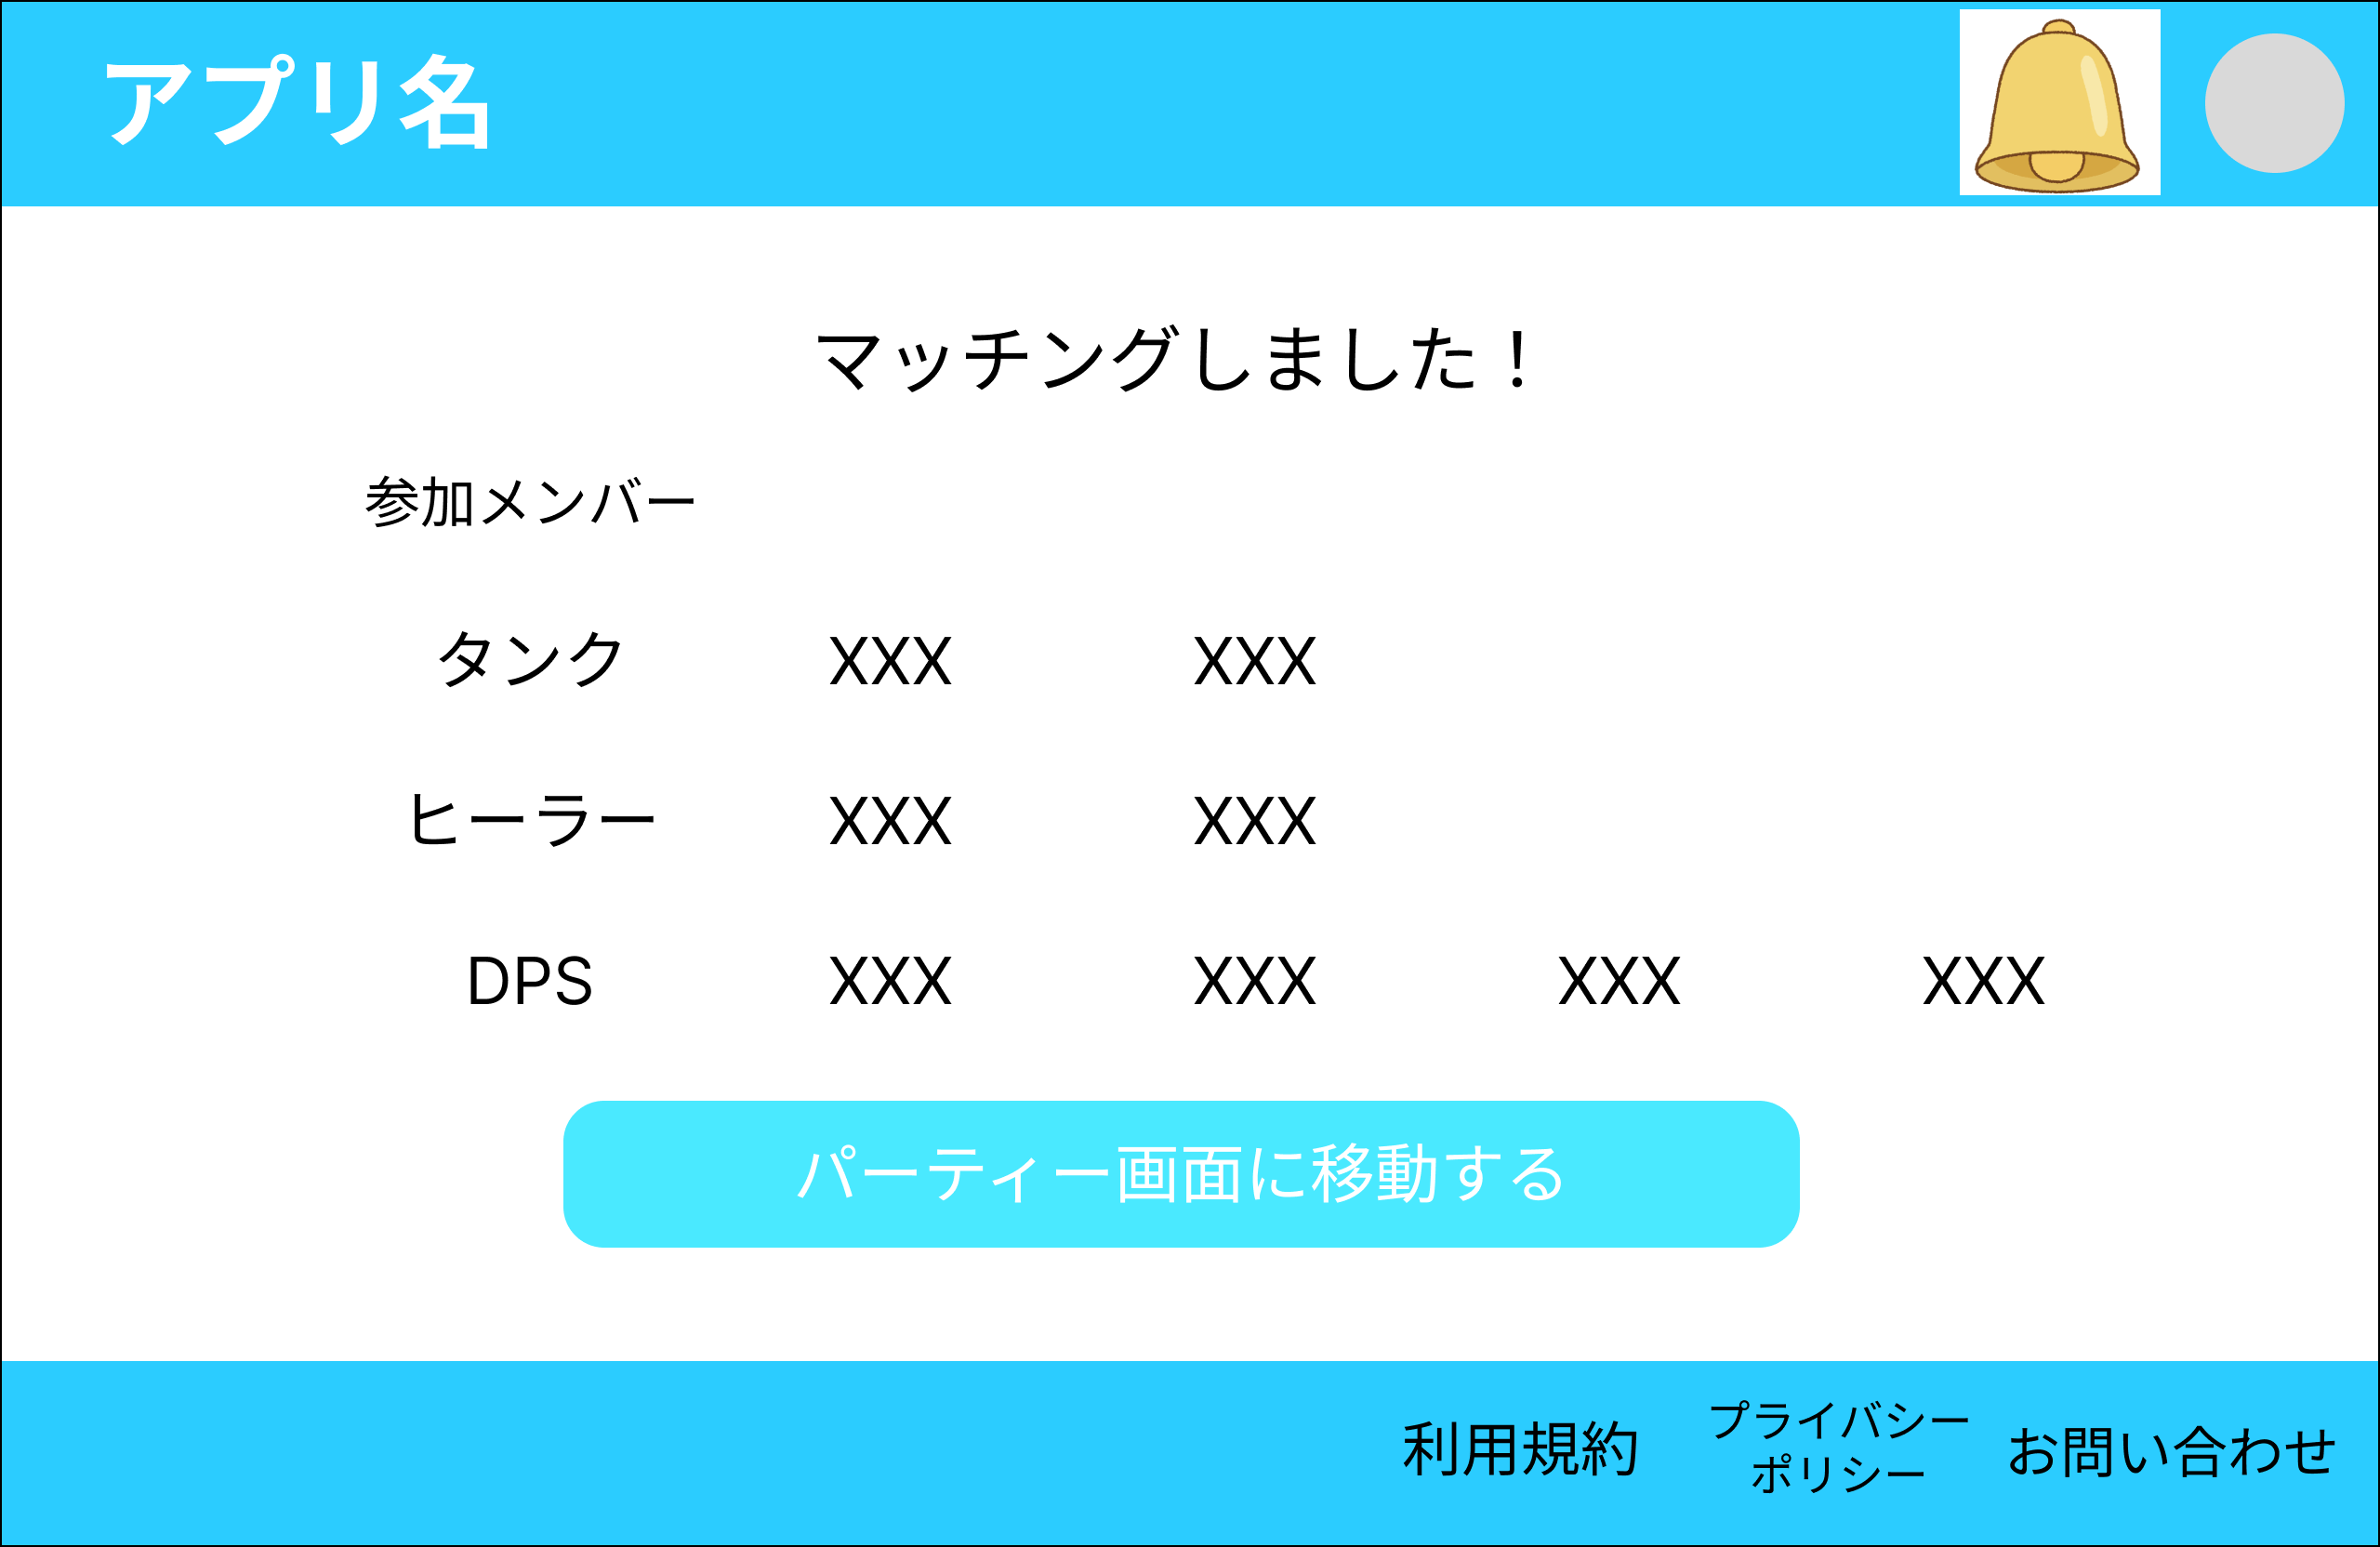 アプリ名
マッチングしました！
参加メンバー
タンク XXX XXX
ヒーラー XXX XXX
DPS XXX XXX XXX XXX
パーティー画面に移動する
利用規約
プライバシー
ポリシー
お問い合わせ